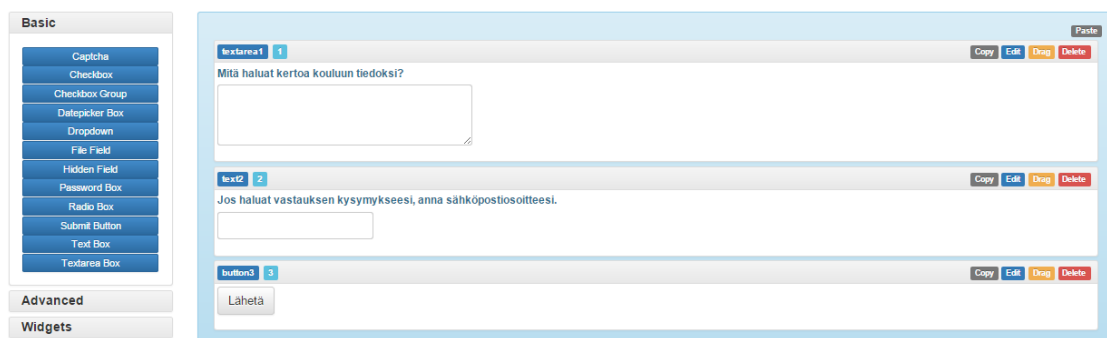 Basic
Captcha
Checkbox
Checkbox Group
Datepicker Box
Dropdown
File Field
Hidden Field
Password Box
Radio Box
Submit Button
Text Box
Textarea Box
Advanced
Widgets
Paste
textarea1 1 Copy Edit Drag Delete
Mitä haluat kertoa kouluun tiedoksi?
text2 2 Copy Edit Drag Delete
Jos haluat vastauksen kysymykseesi, anna sähköpostiosoitteesi.
button3 3 Copy Edit Drag Delete
Lähetä